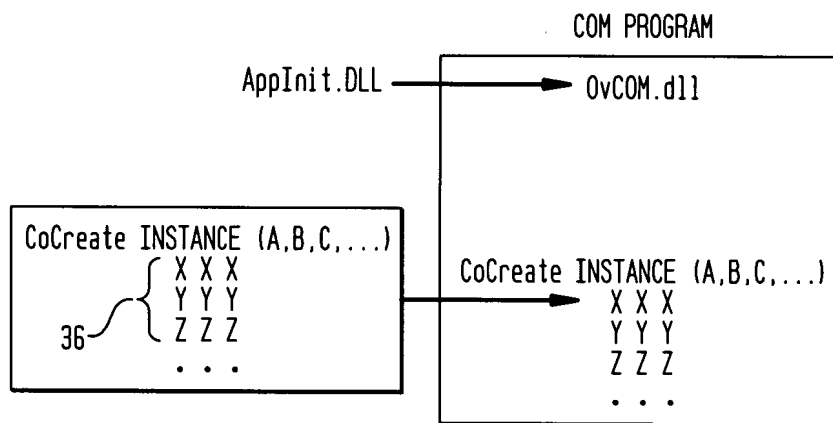 COM PROGRAM
AppInit.DLL
OvCOM.dll
CoCreate INSTANCE (A,B,C,...)
X X X
Y Y Y
Z Z Z
. . .
36
CoCreate INSTANCE (A,B,C,...)
X X X
Y Y Y
Z Z Z
. . .